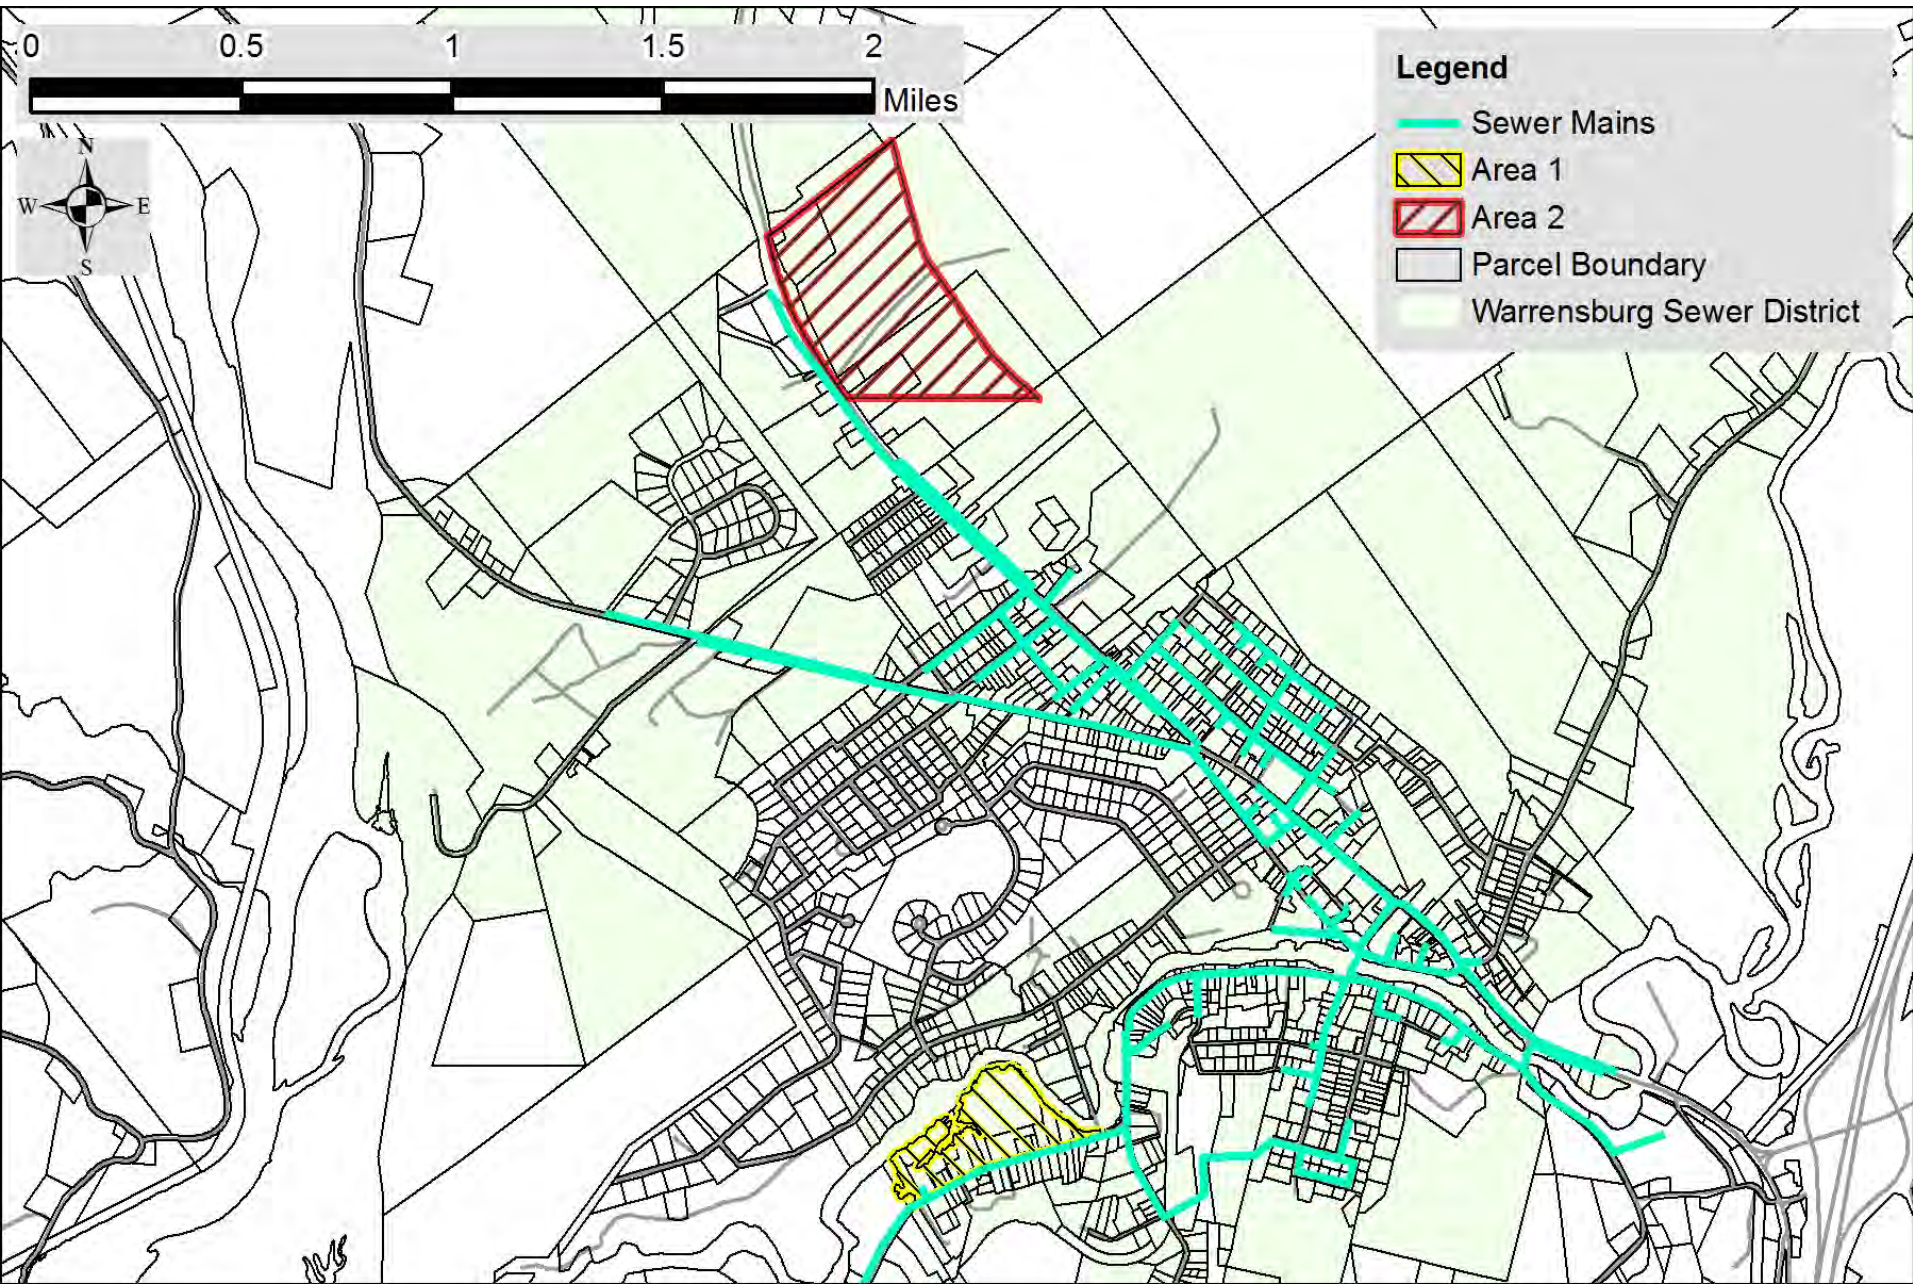 0 0.5 1 1.5 2
Miles
N
W E
S
Legend
Sewer Mains
Area 1
Area 2
Parcel Boundary
Warrensburg Sewer District